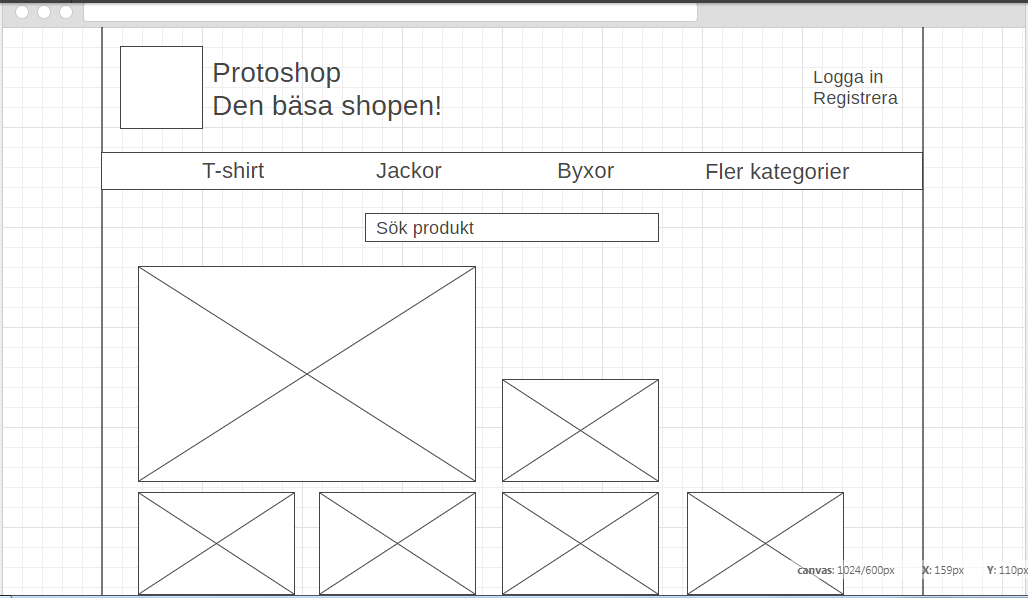 Protoshop
Den bäsa shopen!
Logga in
Registrera
T-shirt Jackor Byxor Fler kategorier
Sök produkt
canvas: 1024/600px X: 159px Y: 110px